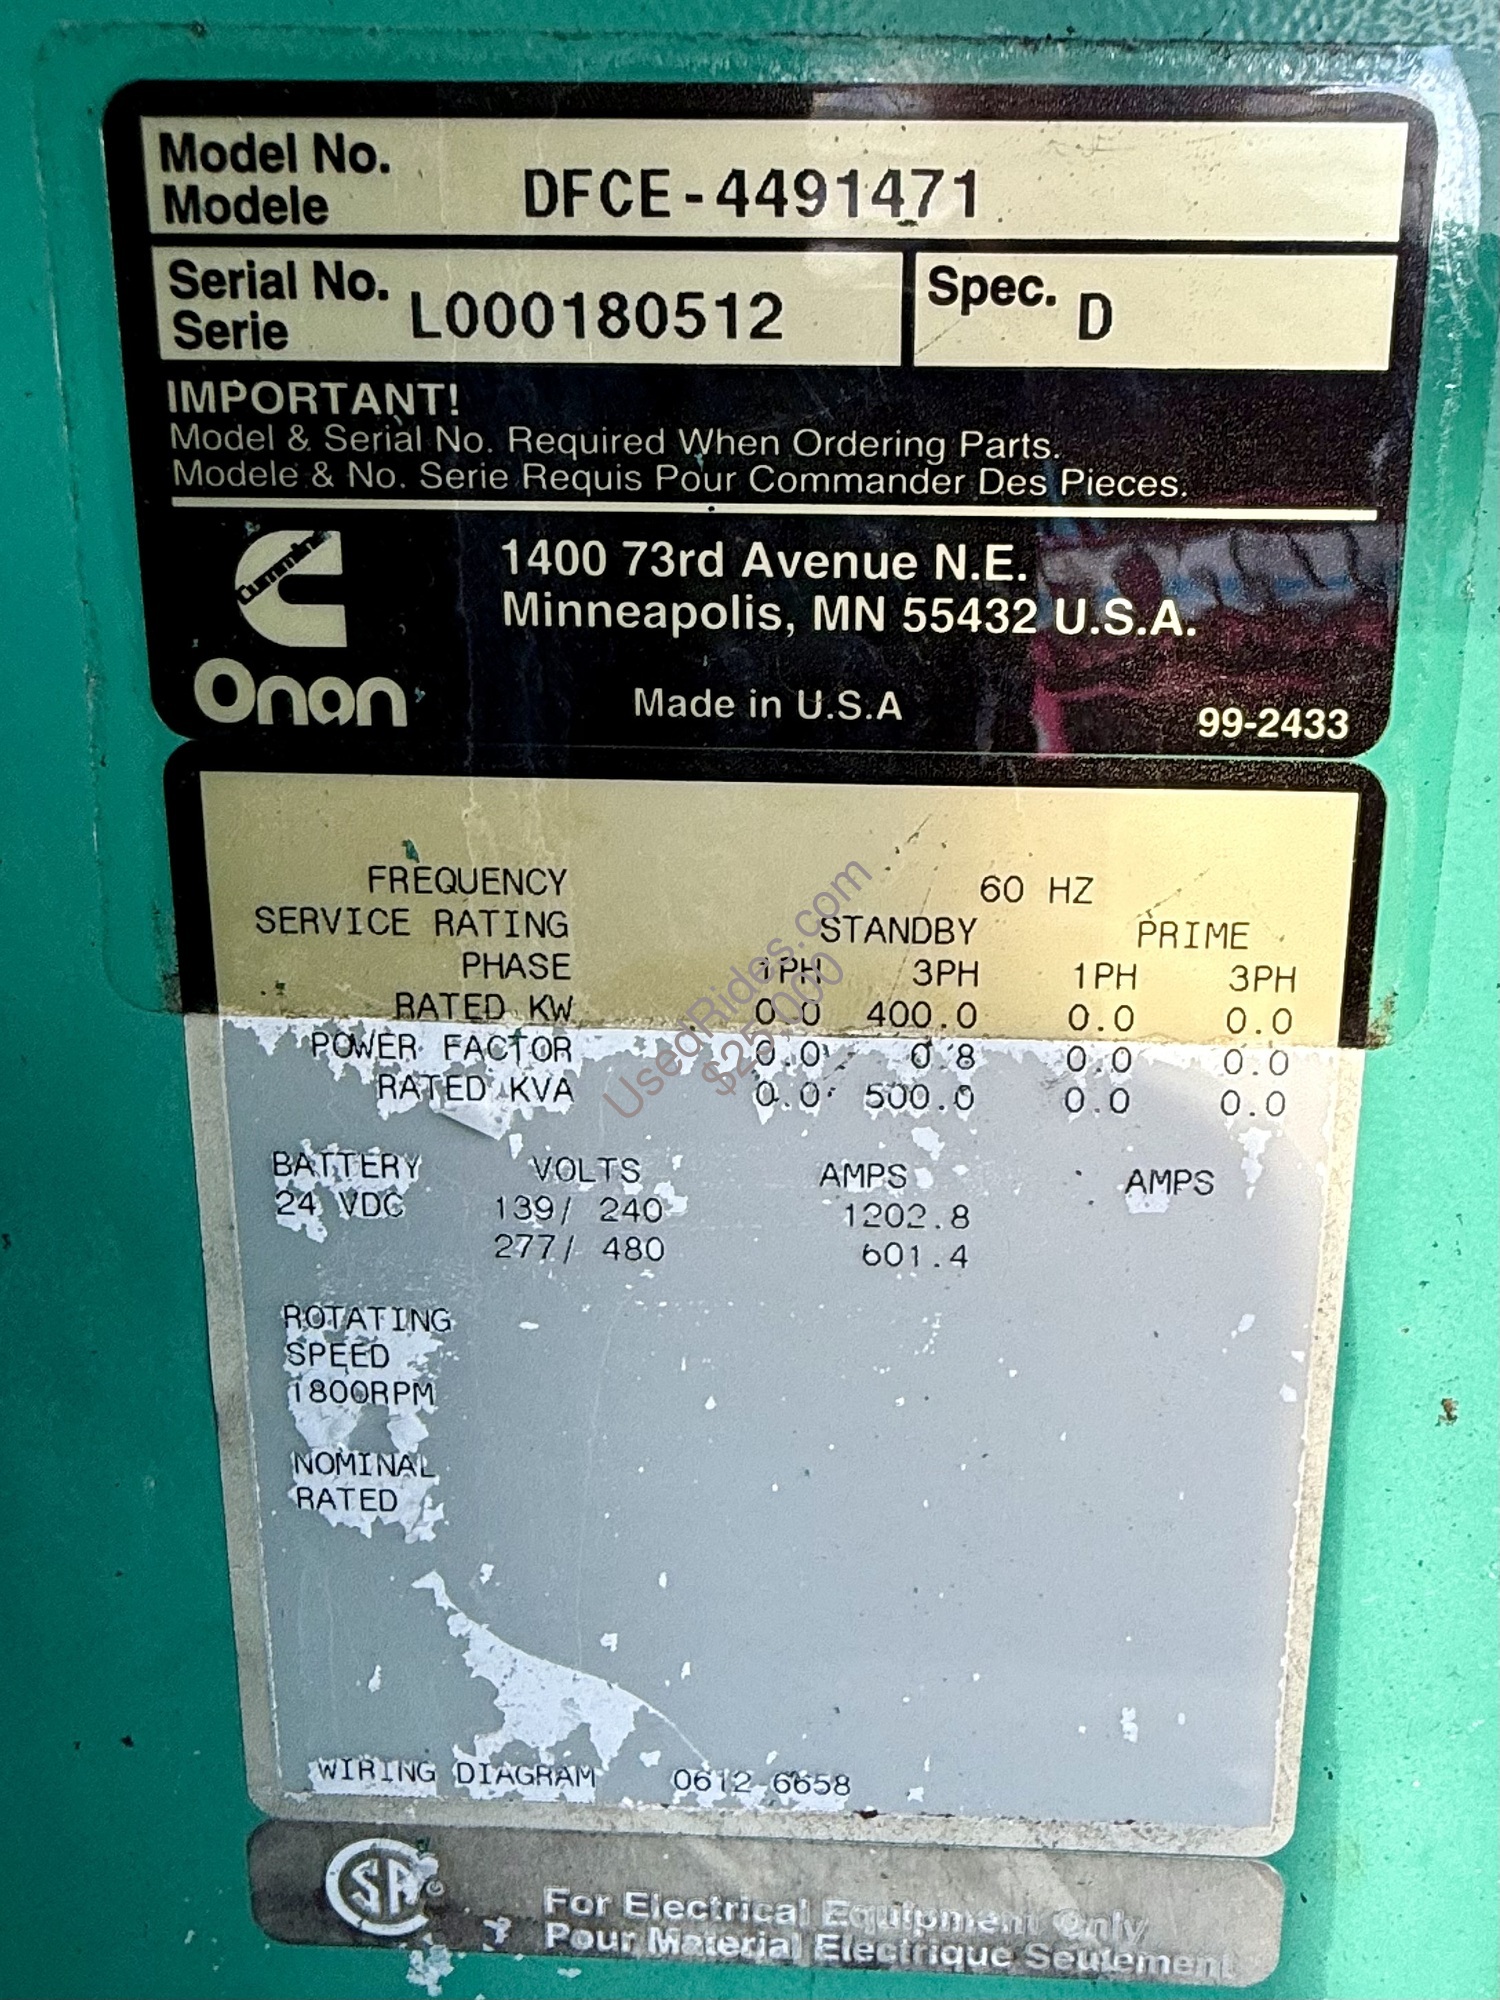 Model No.
Modele
DFCE-4491471
Serial No.
Serie
L000180512
Spec. D
IMPORTANT!
Model & Serial No. Required When Ordering Parts.
Modele & No. Serie Requis Pour Commander Des Pieces.
Cummins
Onan
1400 73rd Avenue N.E.
Minneapolis, MN 55432 U.S.A.
Made in U.S.A
99-2433
FREQUENCY 60 HZ
SERVICE RATING STANDBY PRIME
PHASE 1PH 3PH 1PH 3PH
RATED KW 0.0 400.0 0.0 0.0
POWER FACTOR 0.0 0.8 0.0 0.0
RATED KVA 0.0 500.0 0.0 0.0
UsedRides.com
$25,000
BATTERY VOLTS AMPS AMPS
24 VDC 139/ 240 1202.8
277/ 480 601.4
ROTATING
SPEED
1800RPM
NOMINAL
RATED
WIRING DIAGRAM 0612 6658
SA
For Electrical Equipment Only
Pour Material Electrique Seulement